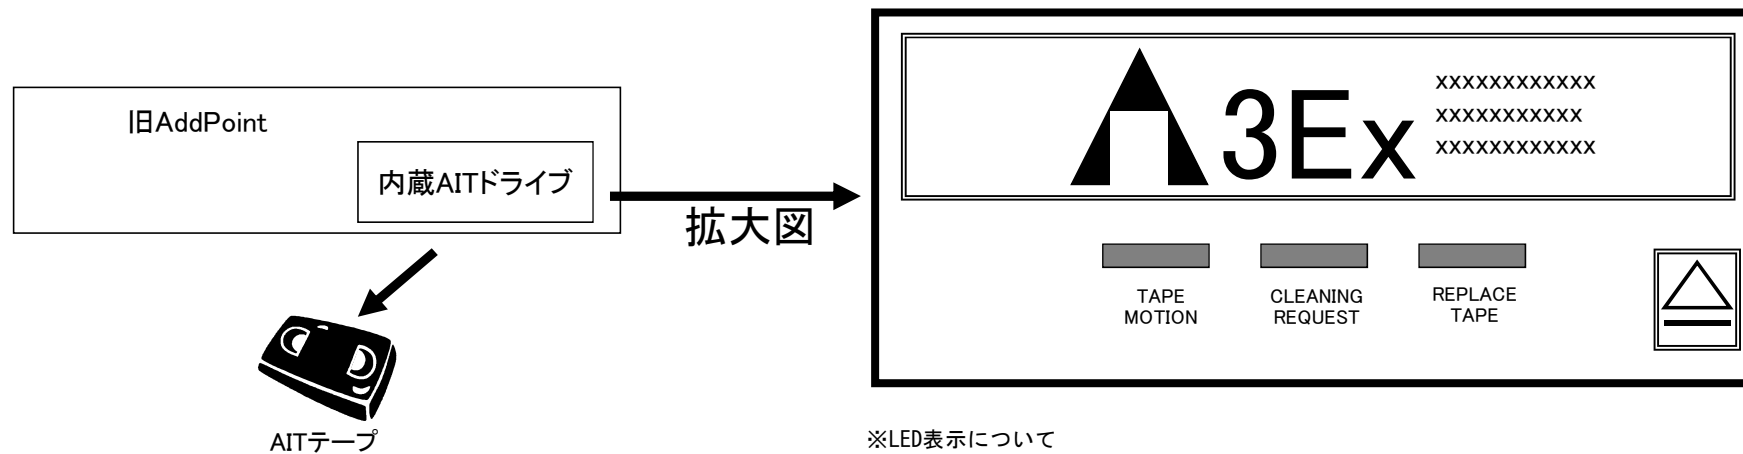 旧AddPoint
内蔵AITドライブ
拡大図
AITテープ
3Ex
xxxxxxxxxxxx
xxxxxxxxxxx
xxxxxxxxxxxx
TAPE
MOTION
CLEANING
REQUEST
REPLACE
TAPE
※LED表示について